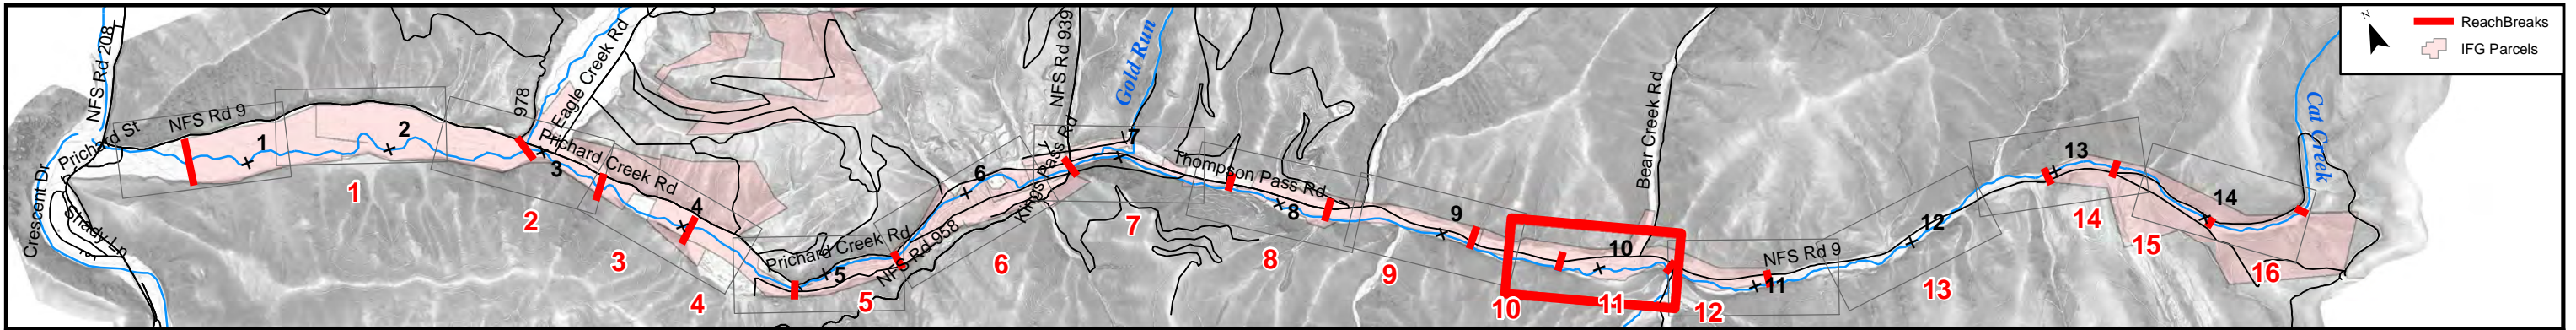 NFS Rd 208
NFS Rd 9
Prichard St
Crescent Dr
Shady Lp
978
Eagle Creek Rd
Prichard Creek Rd
Prichard Creek Rd
NFS Rd 958
Kings Pass Rd
NFS Rd 939
Gold Run
Thompson Pass Rd
Bear Creek Rd
NFS Rd 9
Cat Creek
1
2
3
4
5
6
7
8
9
10
11
12
13
14
1
2
3
4
5
6
7
8
9
10
11
12
13
14
15
16
N
ReachBreaks
IFG Parcels